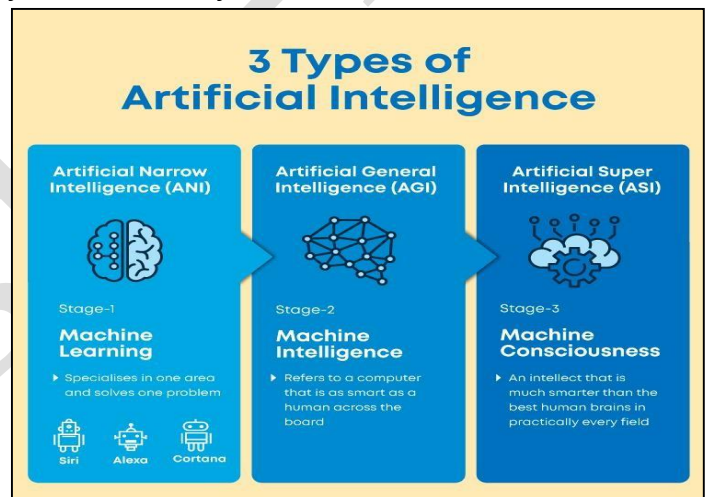 3 Types of
Artificial Intelligence
Artificial Narrow
Intelligence (ANI)
Stage-1
Machine
Learning
Specialises in one area
and solves one problem
Siri
Alexa
Cortana
Artificial General
Intelligence (AGI)
Stage-2
Machine
Intelligence
Refers to a computer
that is as smart as a
human across the
board
Artificial Super
Intelligence (ASI)
Stage-3
Machine
Consciousness
An intellect that is
much smarter than the
best human brains in
practically every field